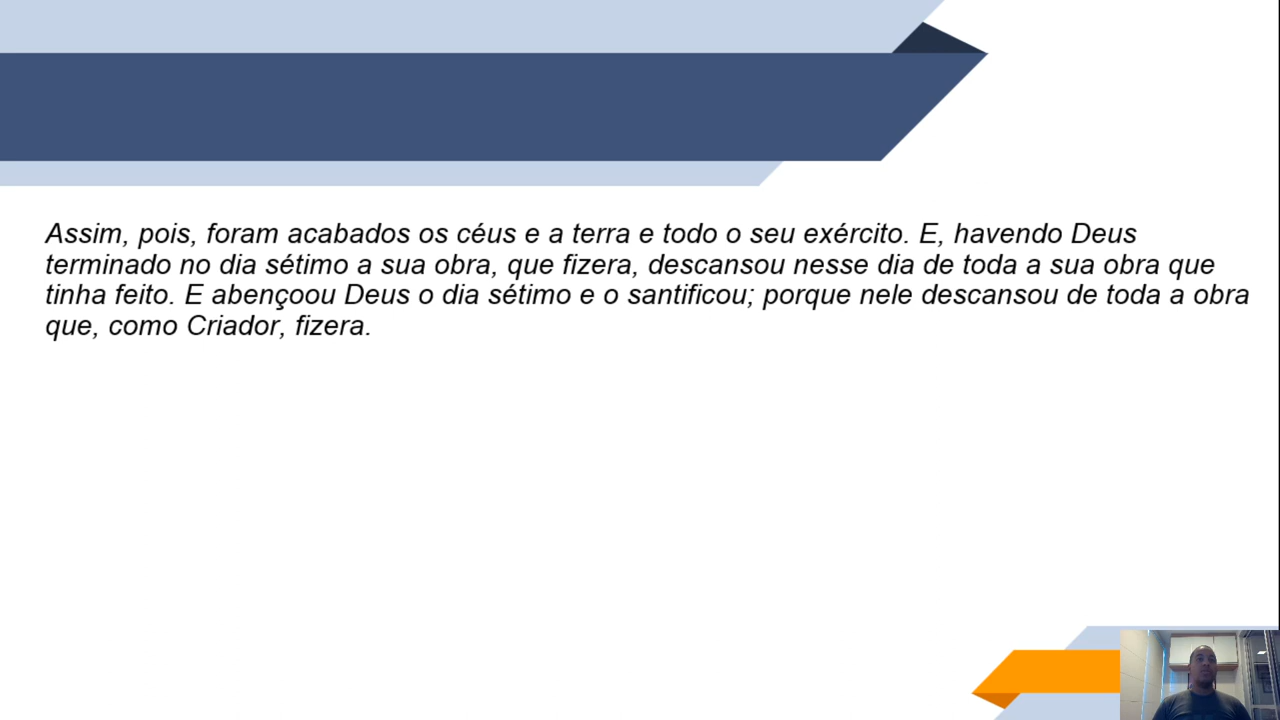 Assim, pois, foram acabados os céus e a terra e todo o seu exército. E, havendo Deus
terminado no dia sétimo a sua obra, que fizera, descansou nesse dia de toda a sua obra que
tinha feito. E abençoou Deus o dia sétimo e o santificou; porque nele descansou de toda a obra
que, como Criador, fizera.